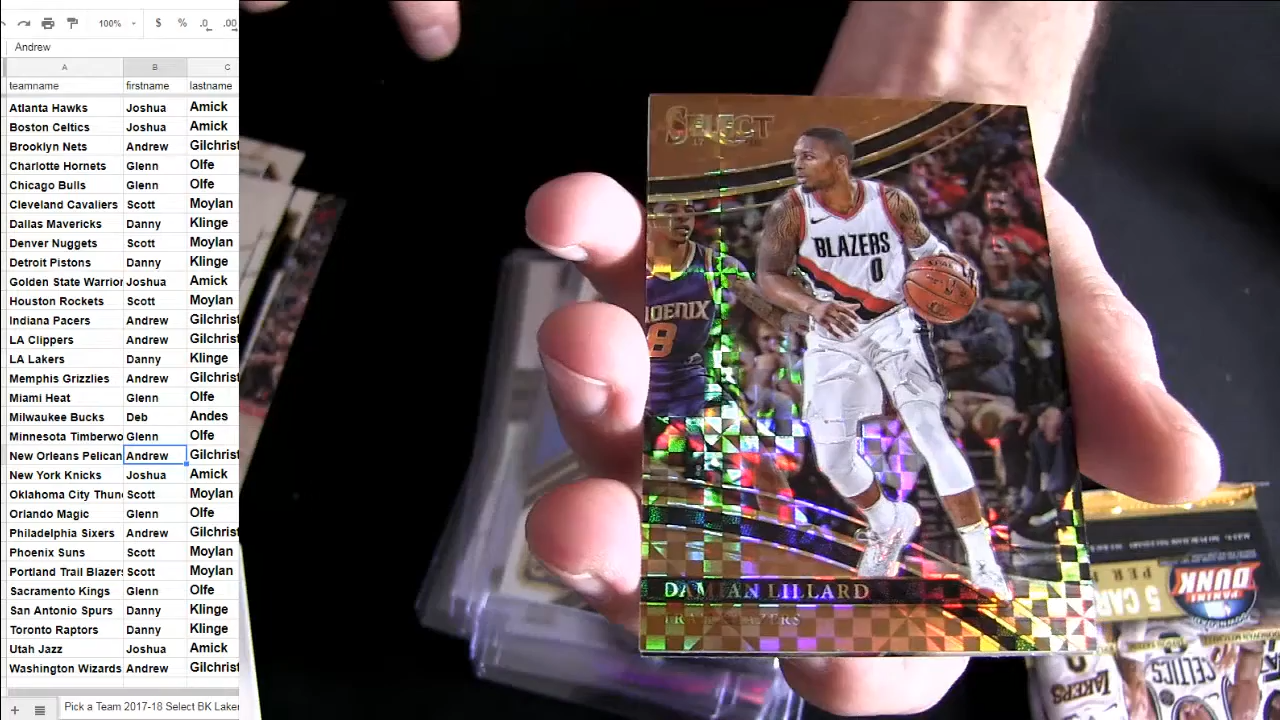 100%
$ % .0 .00
Andrew
A B C
teamname firstname lastname
Atlanta Hawks Joshua Amick
Boston Celtics Joshua Amick
Brooklyn Nets Andrew Gilchrist
Charlotte Hornets Glenn Olfe
Chicago Bulls Glenn Olfe
Cleveland Cavaliers Scott Moylan
Dallas Mavericks Danny Klinge
Denver Nuggets Scott Moylan
Detroit Pistons Danny Klinge
Golden State Warrior Joshua Amick
Houston Rockets Scott Moylan
Indiana Pacers Andrew Gilchrist
LA Clippers Andrew Gilchrist
LA Lakers Danny Klinge
Memphis Grizzlies Andrew Gilchrist
Miami Heat Glenn Olfe
Milwaukee Bucks Deb Andes
Minnesota Timberwo Glenn Olfe
New Orleans Pelican Andrew Gilchrist
New York Knicks Joshua Amick
Oklahoma City Thun Scott Moylan
Orlando Magic Glenn Olfe
Philadelphia Sixers Andrew Gilchrist
Phoenix Suns Scott Moylan
Portland Trail Blazers Scott Moylan
Sacramento Kings Glenn Olfe
San Antonio Spurs Danny Klinge
Toronto Raptors Danny Klinge
Utah Jazz Joshua Amick
Washington Wizards Andrew Gilchrist
Pick a Team 2017-18 Select BK Laker
SELECT
BLAZERS
0
HOENIX
8
DAMIAN LILLARD
TRAIL BLAZERS
5 CAR
PER
PANINI
DUNK
LAKERS
CELTICS